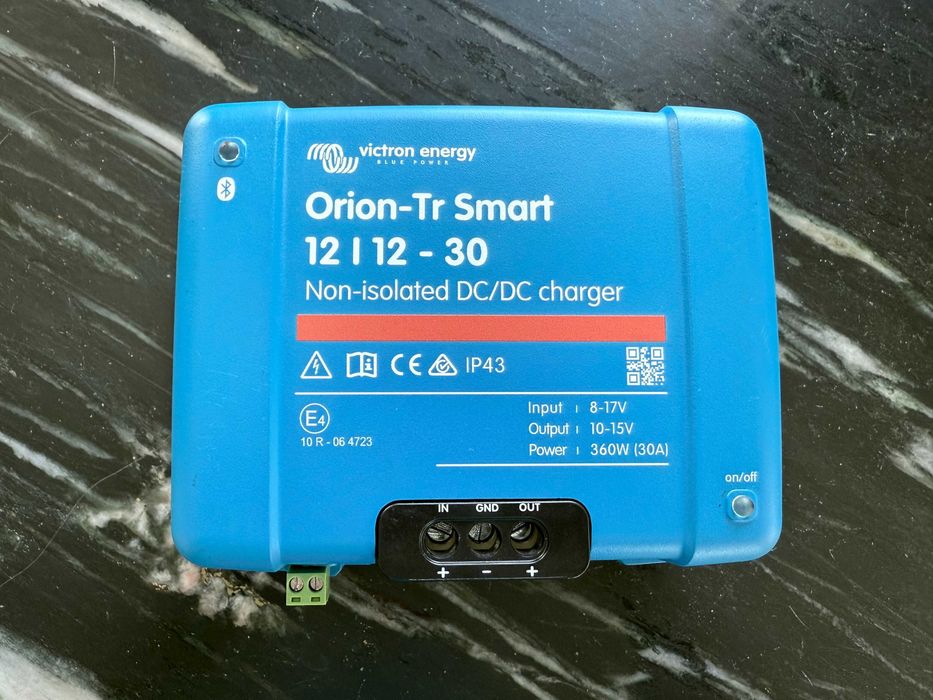 victron energy
BLUE POWER
Orion-Tr Smart
12 | 12 - 30
Non-isolated DC/DC charger
CE IP43
E4
10 R - 06 4723
Input | 8-17V
Output | 10-15V
Power | 360W (30A)
on/off
IN GND OUT
+ - +